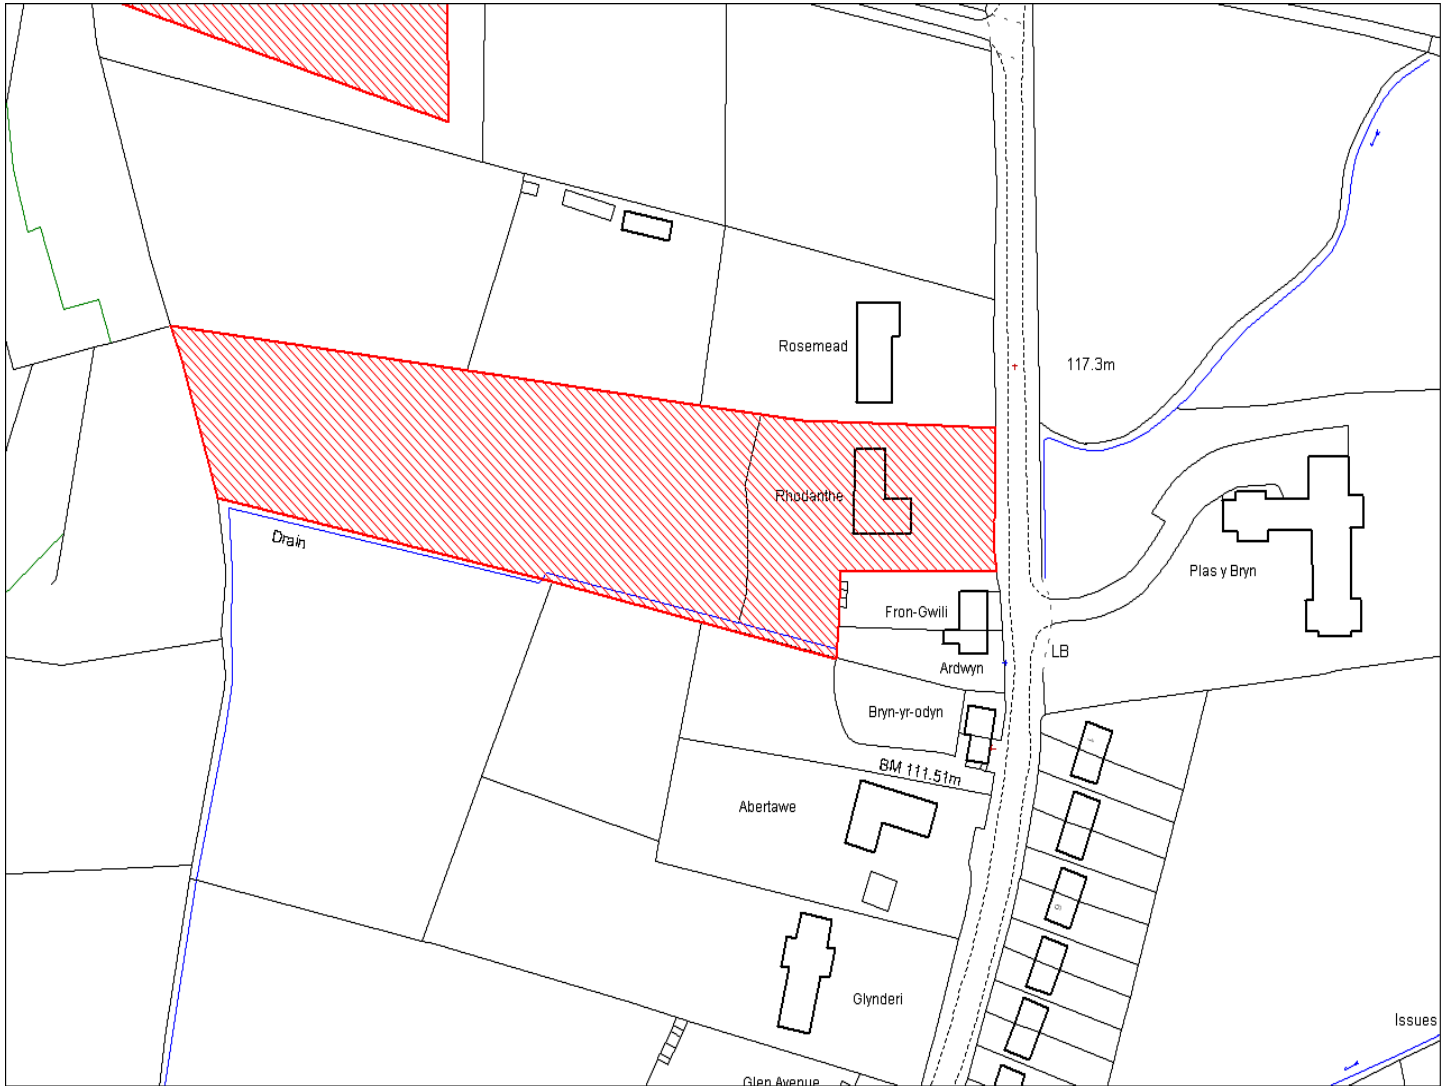 Rosemead
117.3m
Rhodanthe
Drain
Plas y Bryn
Fron-Gwili
LB
Ardwyn
Bryn-yr-odyn
BM 111.51m
Abertawe
Glynderi
Issues
Glen Avenue